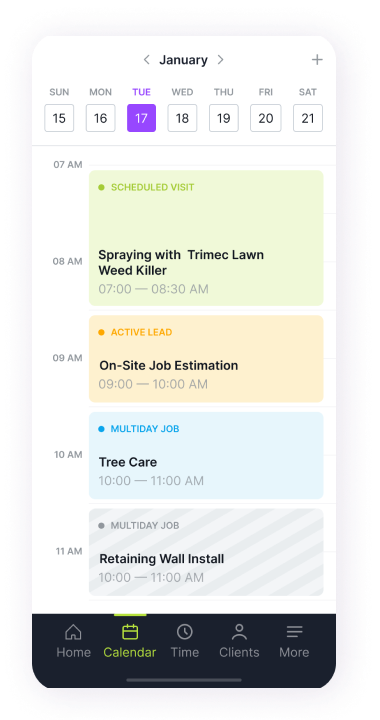 January
SUN MON TUE WED THU FRI SAT
15 16 17 18 19 20 21
07 AM
SCHEDULED VISIT
Spraying with Trimec Lawn
08 AM
Weed Killer
07:00 — 08:30 AM
ACTIVE LEAD
09 AM
On-Site Job Estimation
09:00 — 10:00 AM
MULTIDAY JOB
10 AM
Tree Care
10:00 — 11:00 AM
MULTIDAY JOB
11 AM
Retaining Wall Install
10:00 — 11:00 AM
Home Calendar Time Clients More